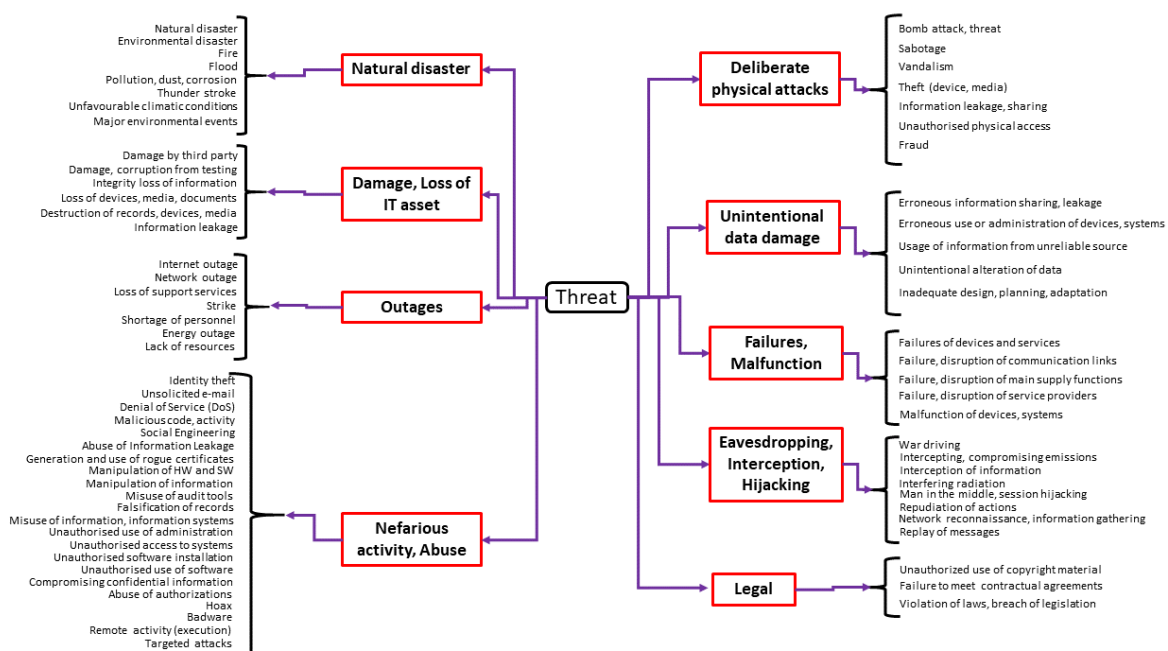 Natural disaster
Environmental disaster
Fire
Flood
Pollution, dust, corrosion
Thunder stroke
Unfavourable climatic conditions
Major environmental events
Natural disaster
Damage by third party
Damage, corruption from testing
Integrity loss of information
Loss of devices, media, documents
Destruction of records, devices, media
Information leakage
Damage, Loss of
IT asset
Internet outage
Network outage
Loss of support services
Strike
Shortage of personnel
Energy outage
Lack of resources
Outages
Identity theft
Unsolicited e-mail
Denial of Service (DoS)
Malicious code, activity
Social Engineering
Abuse of Information Leakage
Generation and use of rogue certificates
Manipulation of HW and SW
Manipulation of information
Misuse of audit tools
Falsification of records
Misuse of information, information systems
Unauthorised use of administration
Unauthorised access to systems
Unauthorised software installation
Unauthorised use of software
Compromising confidential information
Abuse of authorizations
Hoax
Badware
Remote activity (execution)
Targeted attacks
Nefarious
activity, Abuse
Threat
Deliberate
physical attacks
Bomb attack, threat
Sabotage
Vandalism
Theft (device, media)
Information leakage, sharing
Unauthorised physical access
Fraud
Unintentional
data damage
Erroneous information sharing, leakage
Erroneous use or administration of devices, systems
Usage of information from unreliable source
Unintentional alteration of data
Inadequate design, planning, adaptation
Failures,
Malfunction
Failures of devices and services
Failure, disruption of communication links
Failure, disruption of main supply functions
Failure, disruption of service providers
Malfunction of devices, systems
Eavesdropping,
Interception,
Hijacking
War driving
Intercepting, compromising emissions
Interception of information
Interfering radiation
Man in the middle, session hijacking
Repudiation of actions
Network reconnaissance, information gathering
Replay of messages
Legal
Unauthorized use of copyright material
Failure to meet contractual agreements
Violation of laws, breach of legislation